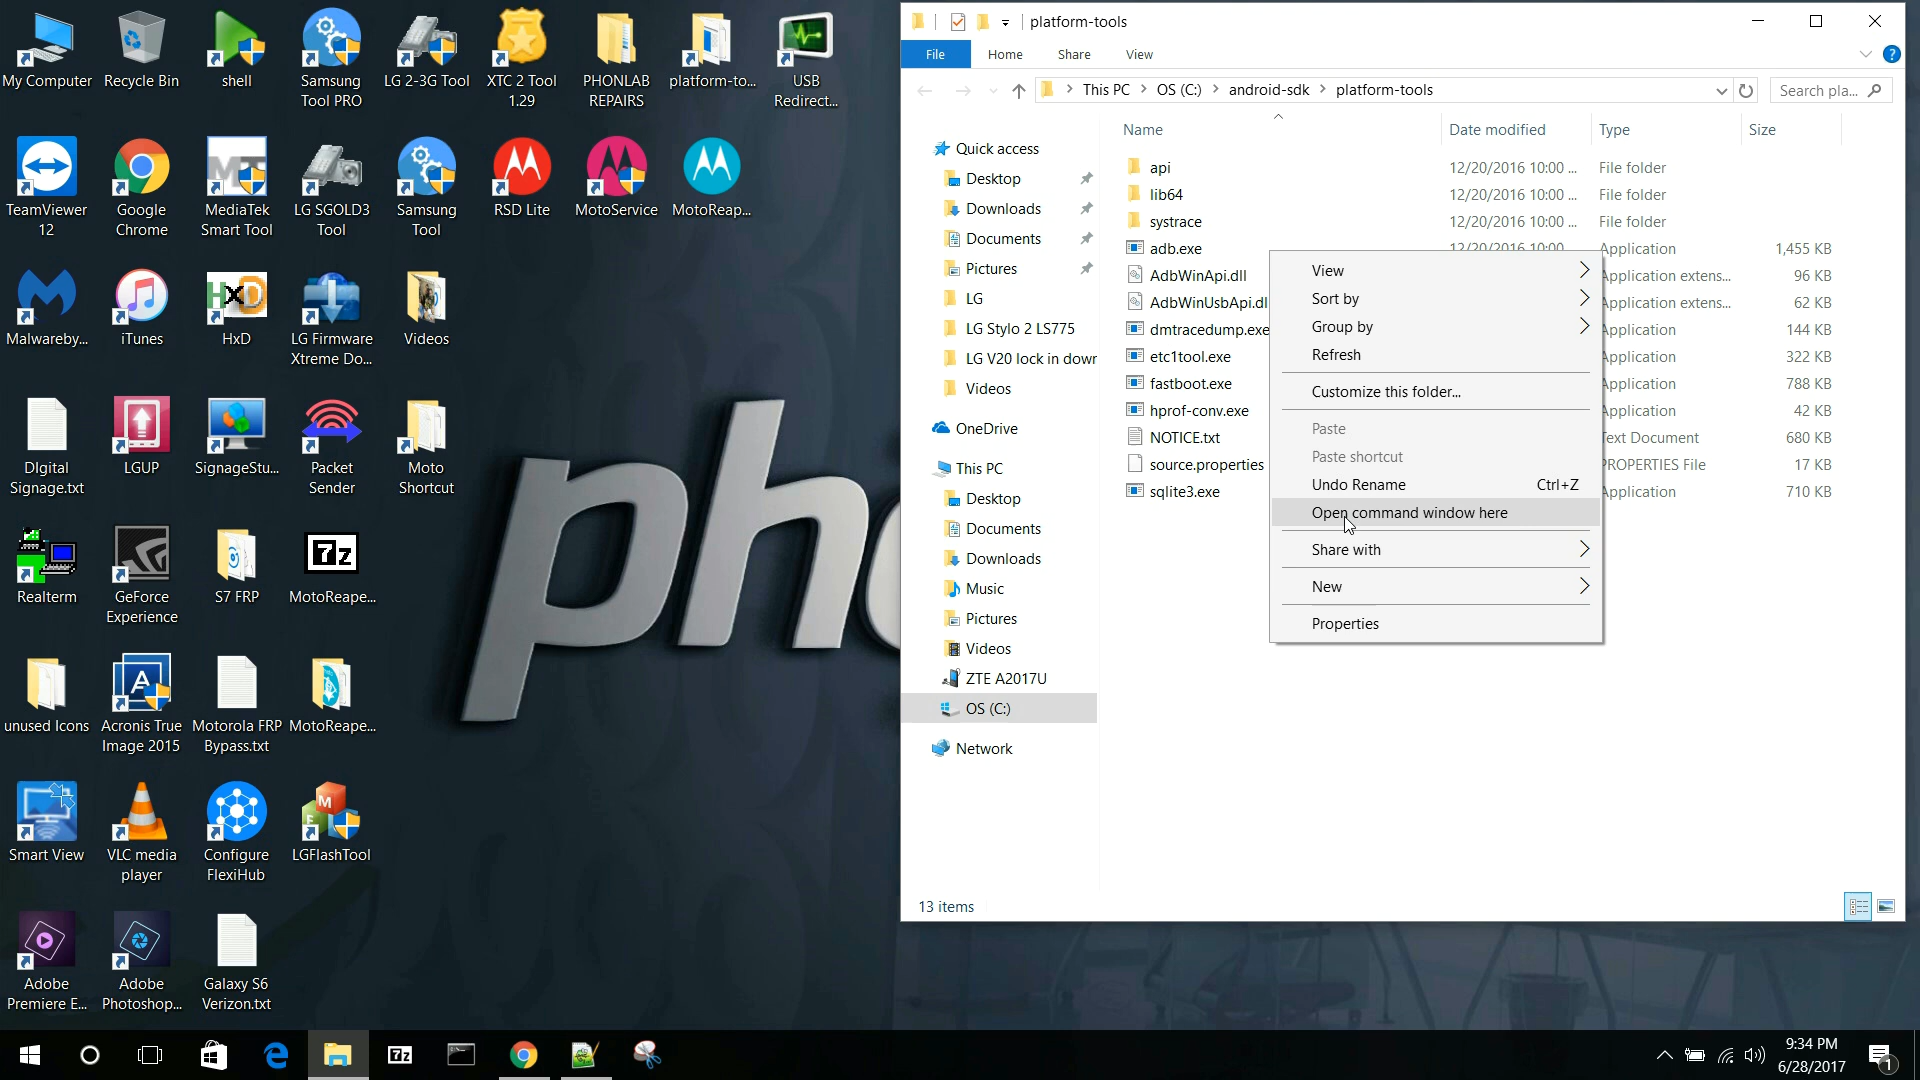 My Computer
Recycle Bin
shell
Samsung
Tool PRO
LG 2-3G Tool
XTC 2 Tool
1.29
PHONLAB
REPAIRS
platform-to...
USB
Redirect...
TeamViewer
12
Google
Chrome
MediaTek
Smart Tool
LG SGOLD3
Tool
Samsung
Tool
RSD Lite
MotoService
MotoReap...
Malwareby...
iTunes
HxD
HxD
LG Firmware
Xtreme Do...
Videos
DIgital
Signage.txt
LGUP
SignageStu...
Packet
Sender
Moto
Shortcut
Realterm
GeForce
Experience
S7 FRP
7z
MotoReape...
unused Icons
Acronis True
Image 2015
Motorola FRP
Bypass.txt
MotoReape...
Smart View
VLC media
player
Configure
FlexiHub
LGFlashTool
Adobe
Premiere E...
Adobe
Photoshop...
Galaxy S6
Verizon.txt
pho
platform-tools
File
Home
Share
View
This PC
OS (C:)
android-sdk
platform-tools
Search pla...
Name
Date modified
Type
Size
Quick access
Desktop
Downloads
Documents
Pictures
LG
LG Stylo 2 LS775
LG V20 lock in dowr
Videos
OneDrive
This PC
Desktop
Documents
Downloads
Music
Pictures
Videos
ZTE A2017U
OS (C:)
Network
api 12/20/2016 10:00 ... File folder
lib64 12/20/2016 10:00 ... File folder
systrace 12/20/2016 10:00 ... File folder
adb.exe 12/20/2016 10:00 Application 1,455 KB
AdbWinApi.dll Application extens... 96 KB
AdbWinUsbApi.dl Application extens... 62 KB
dmtracedump.exe Application 144 KB
etc1tool.exe Application 322 KB
fastboot.exe Application 788 KB
hprof-conv.exe Application 42 KB
NOTICE.txt Text Document 680 KB
source.properties PROPERTIES File 17 KB
sqlite3.exe Application 710 KB
View
Sort by
Group by
Refresh
Customize this folder...
Paste
Paste shortcut
Undo Rename Ctrl+Z
Open command window here
Share with
New
Properties
13 items
7z
9:34 PM
6/28/2017
1